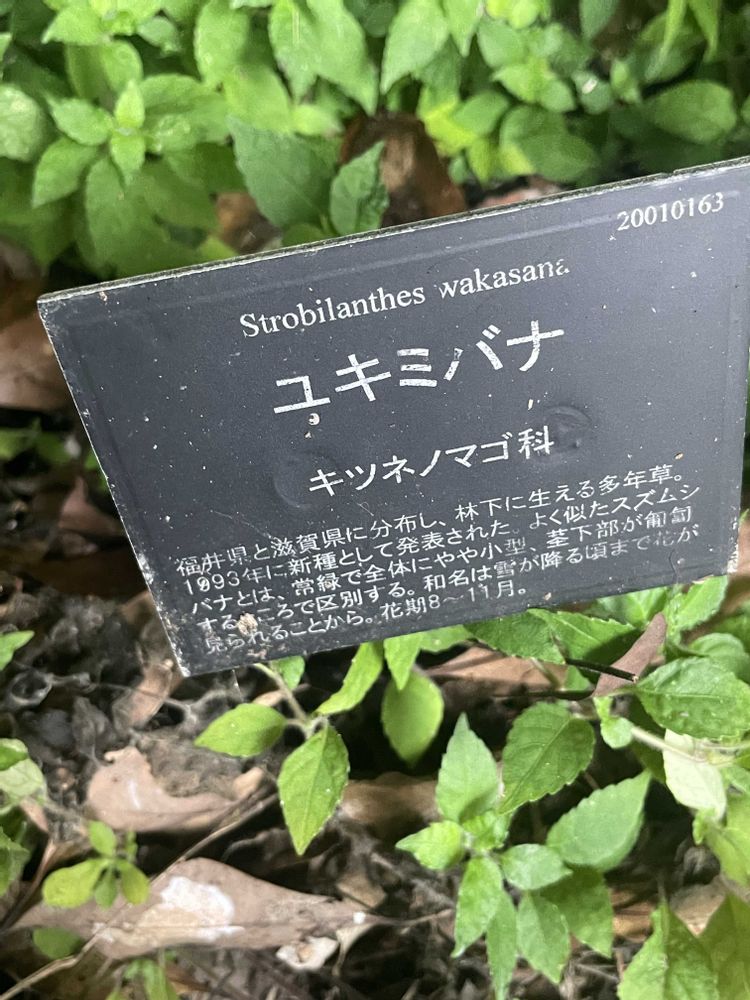 20010163
Strobilanthes wakasana
ユキミバナ
キツネノマゴ科
福井県と滋賀県に分布し、林下に生える多年草。
1993年に新種として発表された。よく似たスズムシ
バナとは、常緑で全体にやや小型、茎下部が匍匐
するところで区別する。和名は雪が降る頃まで花が
見られることから。花期8～11月。